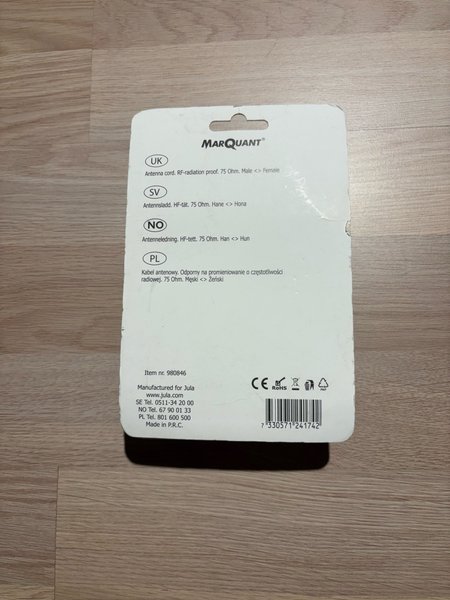 MARQUANT®
UK
Antenna cord. RF-radiation proof. 75 Ohm. Male <> Female
SV
Antennsladd. HF-tät. 75 Ohm. Hane <> Hona
NO
Antenneledning. HF-tett. 75 Ohm. Han <> Hun
PL
Kabel antenowy. Odporny na promieniowanie o częstotliwości
radiowej. 75 Ohm. Męski <> Żeński
Item nr. 980846
Manufactured for Jula
www.jula.com
SE Tel. 0511-34 20 00
NO Tel. 67 90 01 33
PL Tel. 801 600 500
Made in P.R.C.
CE RoHS
7 330571 241742